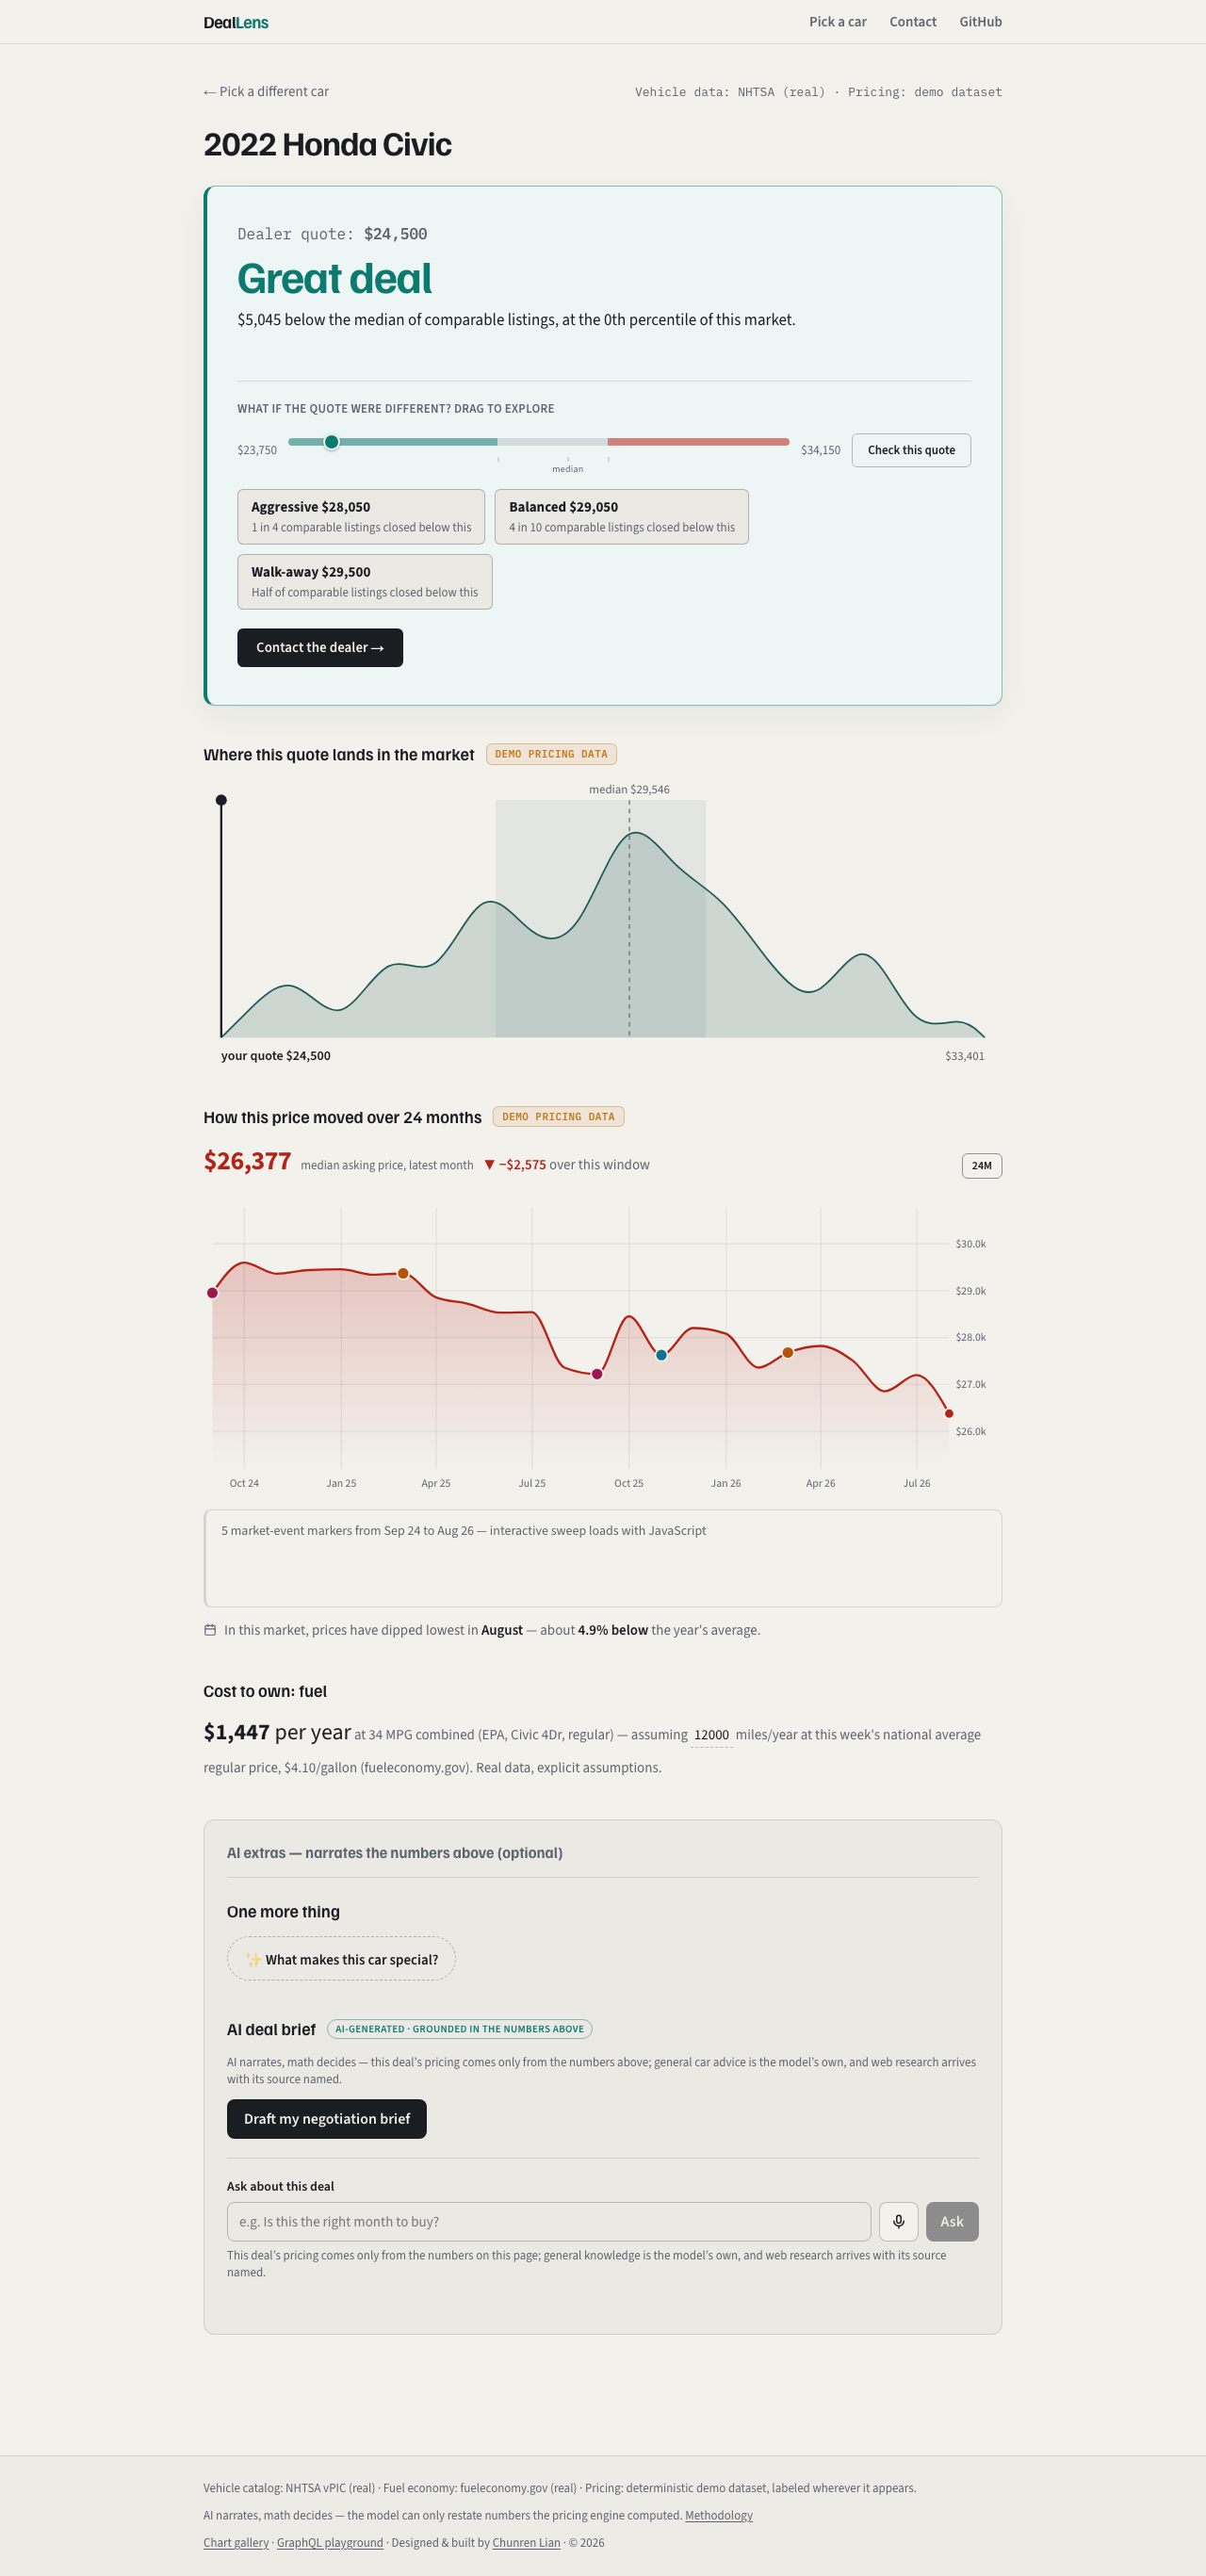 DealLens
Pick a car Contact GitHub
← Pick a different car
Vehicle data: NHTSA (real) · Pricing: demo dataset
2022 Honda Civic
Dealer quote: $24,500
Great deal
$5,045 below the median of comparable listings, at the 0th percentile of this market.
WHAT IF THE QUOTE WERE DIFFERENT? DRAG TO EXPLORE
$23,750
$34,150
Check this quote
median
Aggressive $28,050
1 in 4 comparable listings closed below this
Balanced $29,050
4 in 10 comparable listings closed below this
Walk-away $29,500
Half of comparable listings closed below this
Contact the dealer →
Where this quote lands in the market
DEMO PRICING DATA
median $29,546
your quote $24,500
$33,401
How this price moved over 24 months
DEMO PRICING DATA
$26,377 median asking price, latest month ▼ −$2,575 over this window
24M
$30.0k
$29.0k
$28.0k
$27.0k
$26.0k
Oct 24 Jan 25 Apr 25 Jul 25 Oct 25 Jan 26 Apr 26 Jul 26
5 market-event markers from Sep 24 to Aug 26 — interactive sweep loads with JavaScript
In this market, prices have dipped lowest in August — about 4.9% below the year's average.
Cost to own: fuel
$1,447 per year at 34 MPG combined (EPA, Civic 4Dr, regular) — assuming 12000 miles/year at this week's national average
regular price, $4.10/gallon (fueleconomy.gov). Real data, explicit assumptions.
AI extras — narrates the numbers above (optional)
One more thing
✨ What makes this car special?
AI deal brief
AI-GENERATED · GROUNDED IN THE NUMBERS ABOVE
AI narrates, math decides — this deal's pricing comes only from the numbers above; general car advice is the model's own, and web research arrives
with its source named.
Draft my negotiation brief
Ask about this deal
e.g. Is this the right month to buy?
Ask
This deal's pricing comes only from the numbers on this page; general knowledge is the model's own, and web research arrives with its source
named.
Vehicle catalog: NHTSA vPIC (real) · Fuel economy: fueleconomy.gov (real) · Pricing: deterministic demo dataset, labeled wherever it appears.
AI narrates, math decides — the model can only restate numbers the pricing engine computed. Methodology
Chart gallery · GraphQL playground · Designed & built by Chunren Lian · © 2026